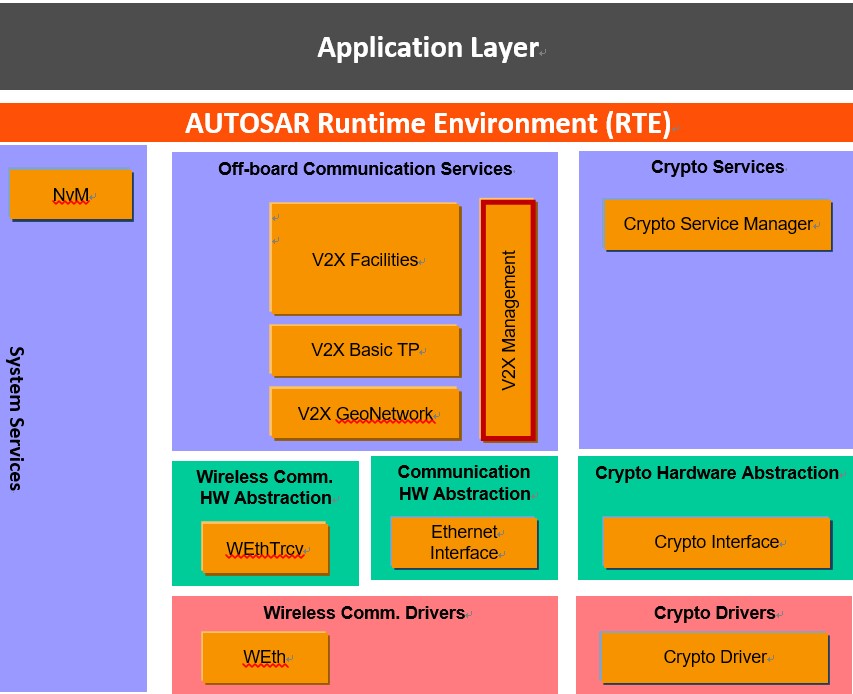 Application Layer
AUTOSAR Runtime Environment (RTE)
System Services
NvM
Off-board Communication Services
V2X Facilities
V2X Basic TP
V2X GeoNetwork
V2X Management
Crypto Services
Crypto Service Manager
Wireless Comm.
HW Abstraction
WEthTrcv
Communication
HW Abstraction
Ethernet
Interface
Crypto Hardware Abstraction
Crypto Interface
Wireless Comm. Drivers
WEth
Crypto Drivers
Crypto Driver